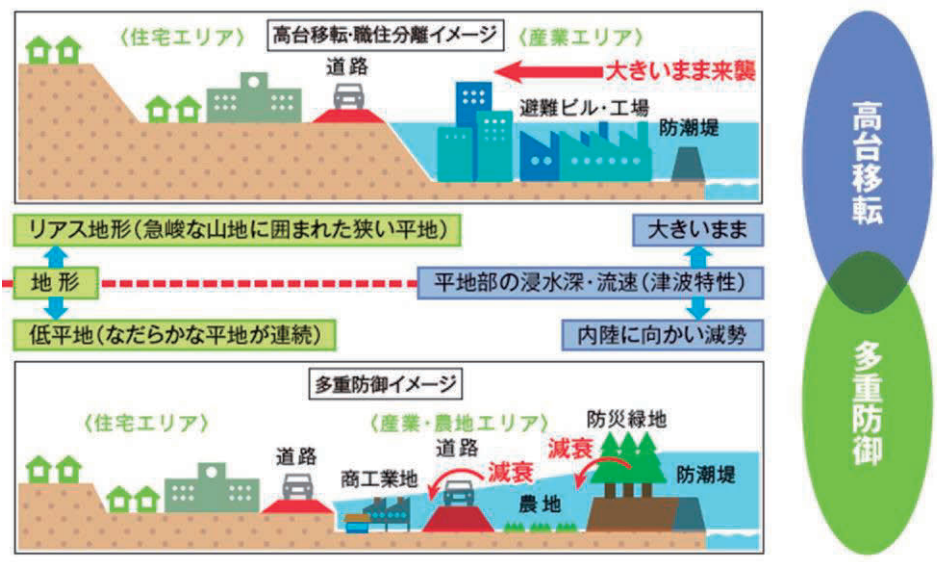 高台移転・職住分離イメージ
〈住宅エリア〉
〈産業エリア〉
道路
大きいまま来襲
避難ビル・工場
防潮堤
リアス地形(急峻な山地に囲まれた狭い平地)
大きいまま
地形
平地部の浸水深・流速(津波特性)
低平地(なだらかな平地が連続)
内陸に向かい減勢
多重防御イメージ
〈住宅エリア〉
〈産業・農地エリア〉
防災緑地
道路
道路
減衰
減衰
商工業地
農地
防潮堤
高台移転
多重防御